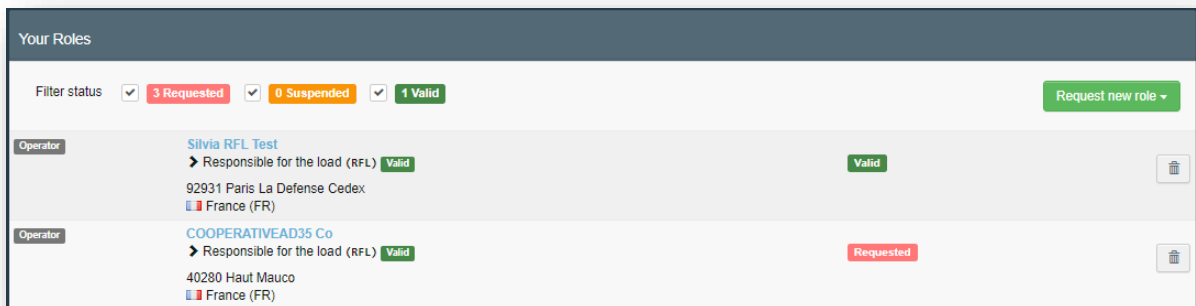 Your Roles
Filter status 3 Requested 0 Suspended 1 Valid Request new role
Operator Silvia RFL Test
Responsible for the load (RFL) Valid Valid
92931 Paris La Defense Cedex
France (FR)
Operator COOPERATIVEAD35 Co
Responsible for the load (RFL) Valid Requested
40280 Haut Mauco
France (FR)